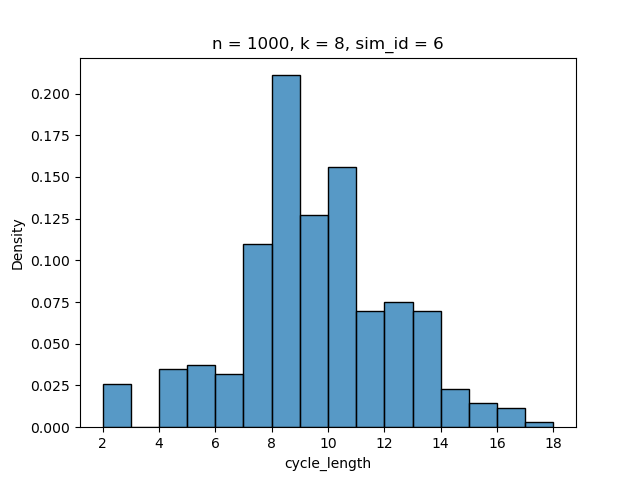 n = 1000, k = 8, sim_id = 6
0.200
0.175
0.150
0.125
0.100
0.075
0.050
0.025
0.000
Density
2 4 6 8 10 12 14 16 18
cycle_length